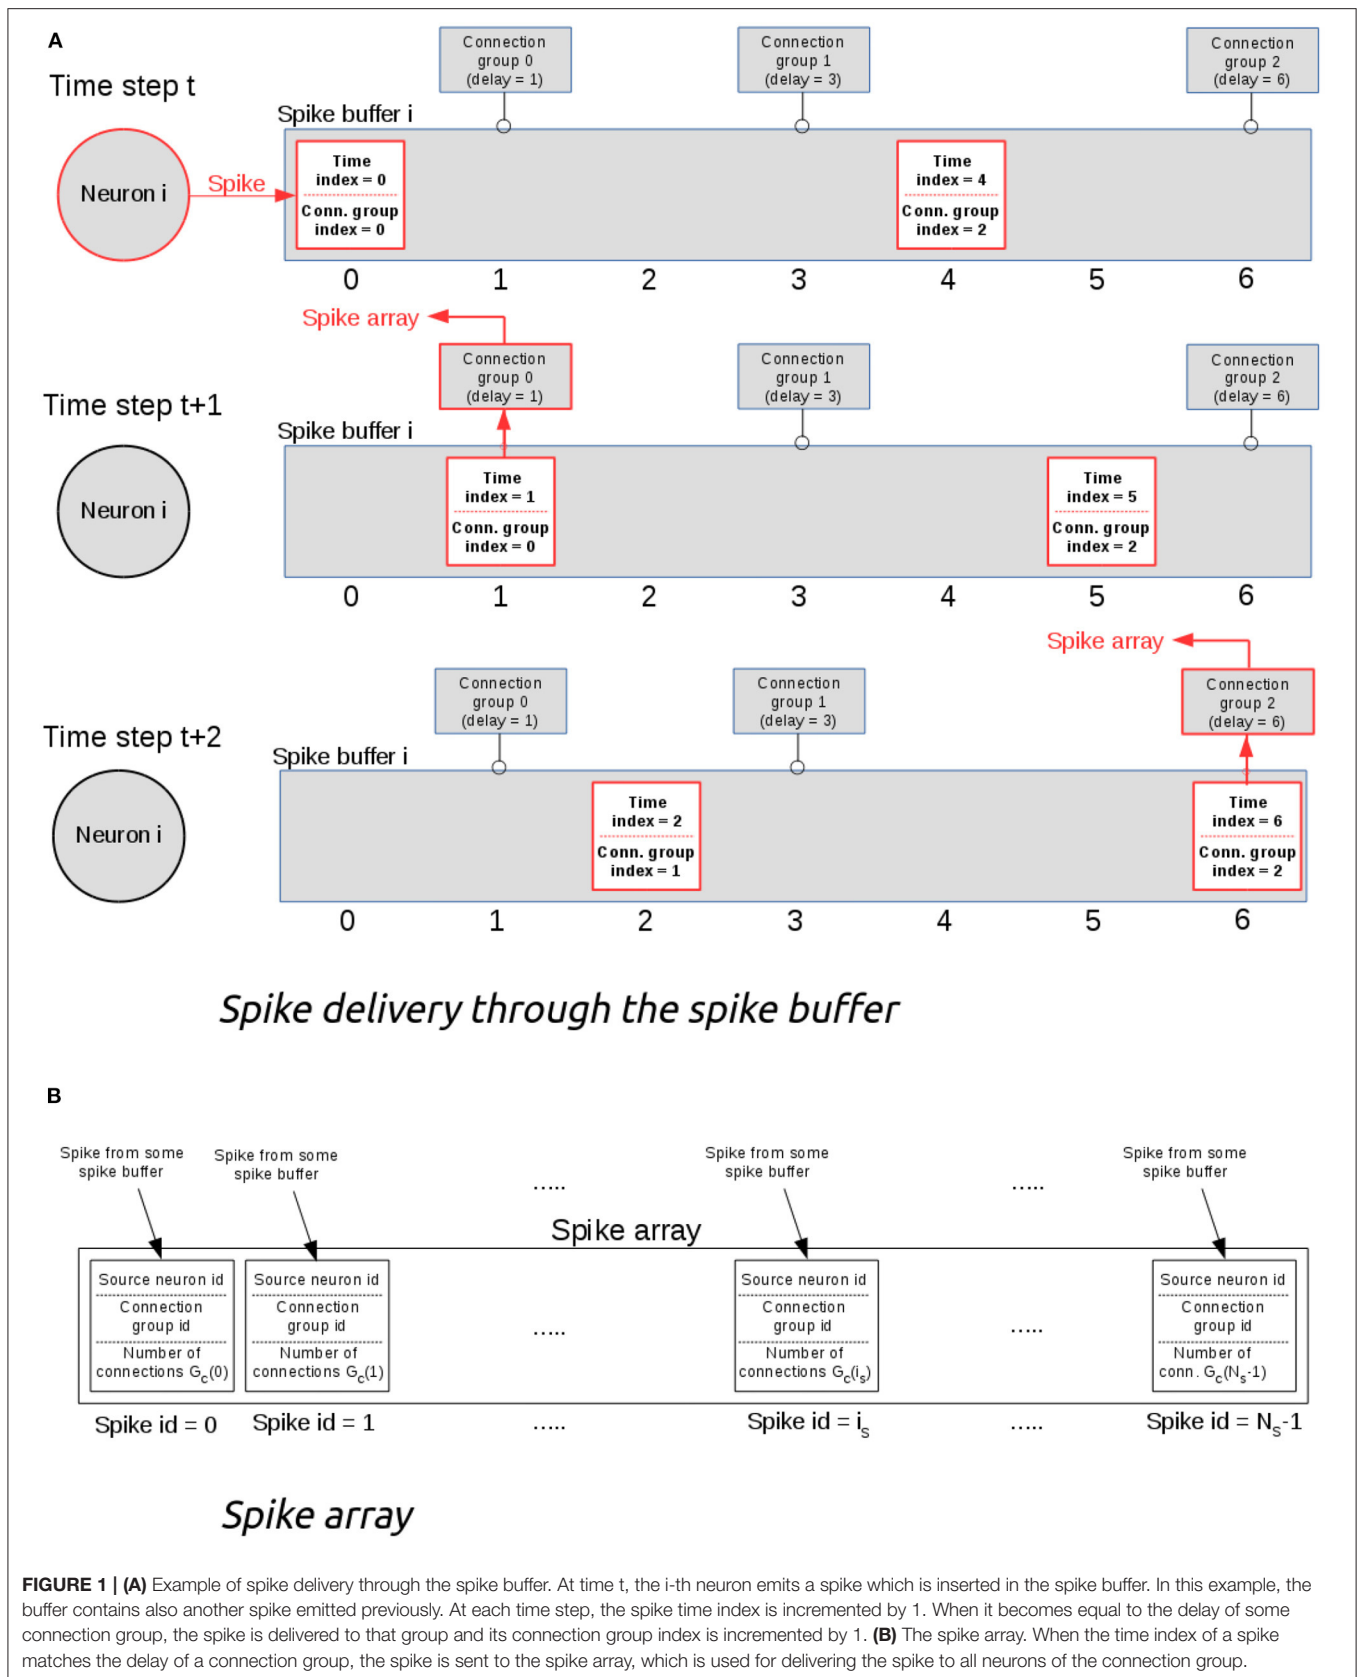 A
Time step t
Connection
group 0
(delay = 1)
Connection
group 1
(delay = 3)
Connection
group 2
(delay = 6)
Spike buffer i
Neuron i
Spike
Time
index = 0
Conn. group
index = 0
Time
index = 4
Conn. group
index = 2
0 1 2 3 4 5 6
Spike array
Time step t+1
Connection
group 0
(delay = 1)
Connection
group 1
(delay = 3)
Connection
group 2
(delay = 6)
Spike buffer i
Neuron i
Time
index = 1
Conn. group
index = 0
Time
index = 5
Conn. group
index = 2
0 1 2 3 4 5 6
Spike array
Time step t+2
Connection
group 0
(delay = 1)
Connection
group 1
(delay = 3)
Connection
group 2
(delay = 6)
Spike buffer i
Neuron i
Time
index = 2
Conn. group
index = 1
Time
index = 6
Conn. group
index = 2
0 1 2 3 4 5 6
Spike delivery through the spike buffer
B
Spike from some
spike buffer
Spike from some
spike buffer
.....
Spike from some
spike buffer
.....
Spike from some
spike buffer
Spike array
Source neuron id
Connection
group id
Number of
connections Gc(0)
Source neuron id
Connection
group id
Number of
connections Gc(1)
.....
Source neuron id
Connection
group id
Number of
connections Gc(is)
.....
Source neuron id
Connection
group id
Number of
conn. Gc(Ns-1)
Spike id = 0 Spike id = 1 ..... Spike id = is ..... Spike id = Ns-1
Spike array
FIGURE 1 | (A) Example of spike delivery through the spike buffer. At time t, the i-th neuron emits a spike which is inserted in the spike buffer. In this example, the
buffer contains also another spike emitted previously. At each time step, the spike time index is incremented by 1. When it becomes equal to the delay of some
connection group, the spike is delivered to that group and its connection group index is incremented by 1. (B) The spike array. When the time index of a spike
matches the delay of a connection group, the spike is sent to the spike array, which is used for delivering the spike to all neurons of the connection group.